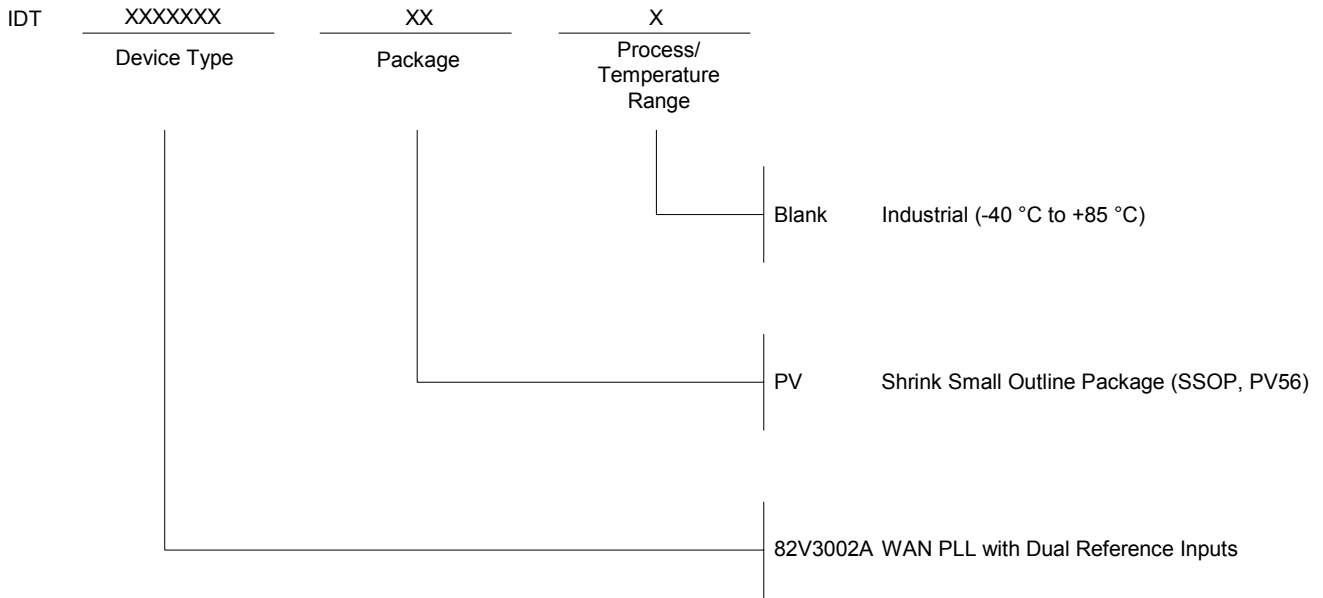 IDT XXXXXXX XX X
Device Type Package Process/
Temperature
Range
Blank Industrial (-40 °C to +85 °C)
PV Shrink Small Outline Package (SSOP, PV56)
82V3002A WAN PLL with Dual Reference Inputs